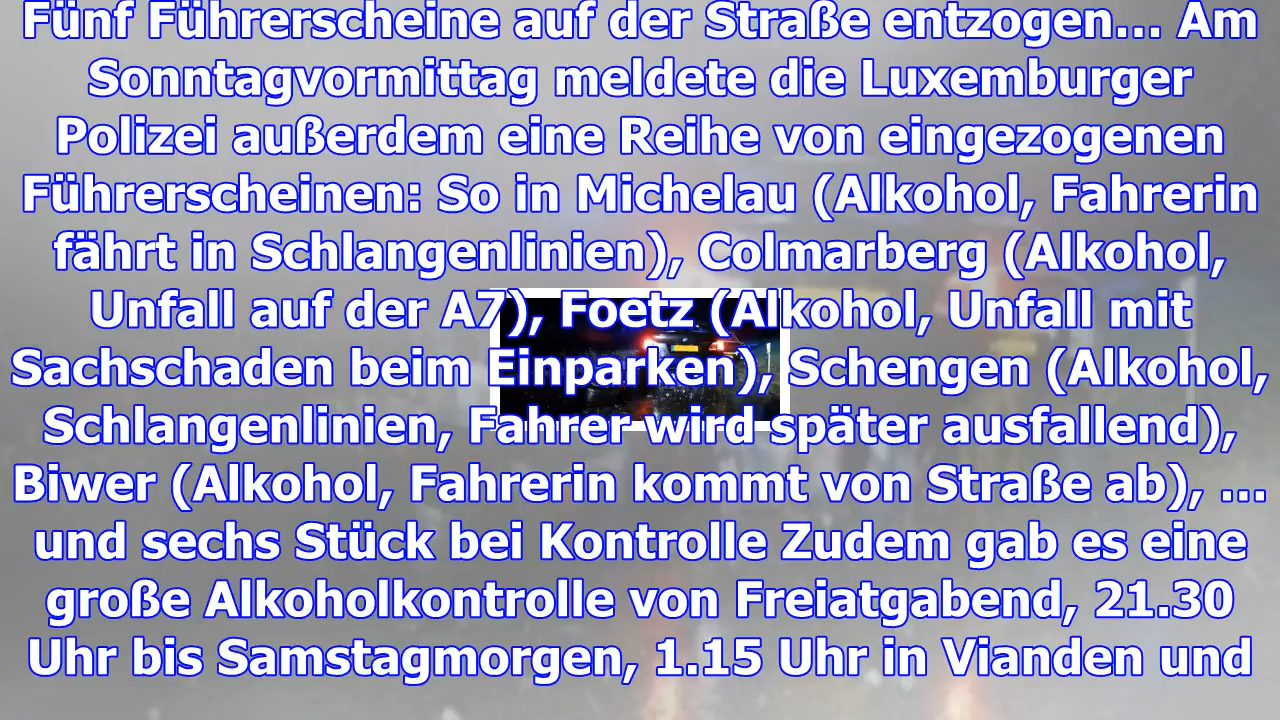 Fünf Führerscheine auf der Straße entzogen... Am
Sonntagvormittag meldete die Luxemburger
Polizei außerdem eine Reihe von eingezogenen
Führerscheinen: So in Michelau (Alkohol, Fahrerin
fährt in Schlangenlinien), Colmarberg (Alkohol,
Unfall auf der A7), Foetz (Alkohol, Unfall mit
Sachschaden beim Einparken), Schengen (Alkohol,
Schlangenlinien, Fahrer wird später ausfallend),
Biwer (Alkohol, Fahrerin kommt von Straße ab), ...
und sechs Stück bei Kontrolle Zudem gab es eine
große Alkoholkontrolle von Freiatgabend, 21.30
Uhr bis Samstagmorgen, 1.15 Uhr in Vianden und